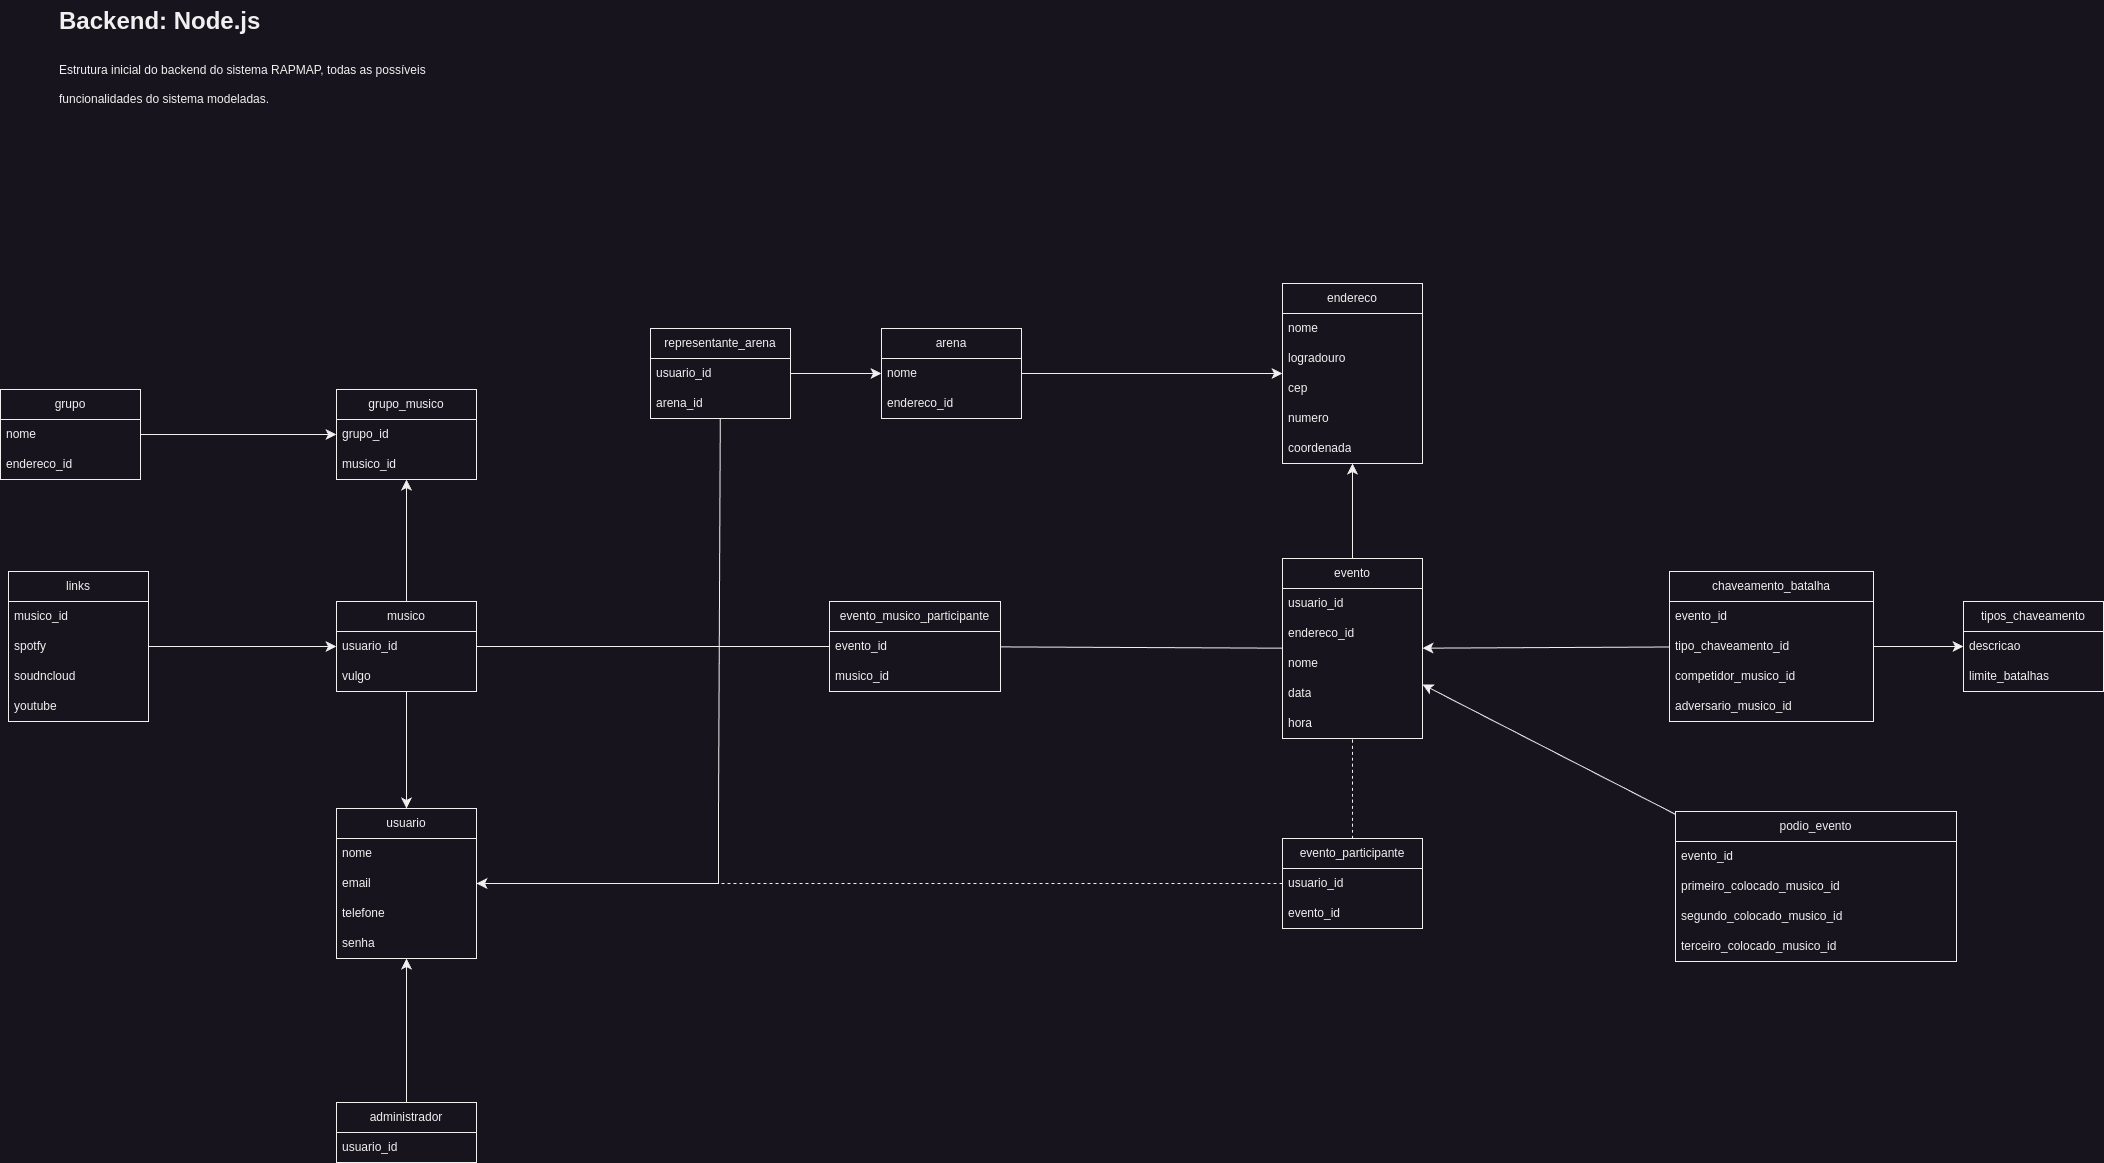 Backend: Node.js
Estrutura inicial do backend do sistema RAPMAP, todas as possíveis
funcionalidades do sistema modeladas.
endereco
nome
logradouro
cep
numero
coordenada
representante_arena
usuario_id
arena_id
arena
nome
endereco_id
grupo
nome
endereco_id
grupo_musico
grupo_id
musico_id
links
musico_id
spotfy
soudncloud
youtube
musico
usuario_id
vulgo
evento_musico_participante
evento_id
musico_id
evento
usuario_id
endereco_id
nome
data
hora
chaveamento_batalha
evento_id
tipo_chaveamento_id
competidor_musico_id
adversario_musico_id
tipos_chaveamento
descricao
limite_batalhas
usuario
nome
email
telefone
senha
evento_participante
usuario_id
evento_id
podio_evento
evento_id
primeiro_colocado_musico_id
segundo_colocado_musico_id
terceiro_colocado_musico_id
administrador
usuario_id